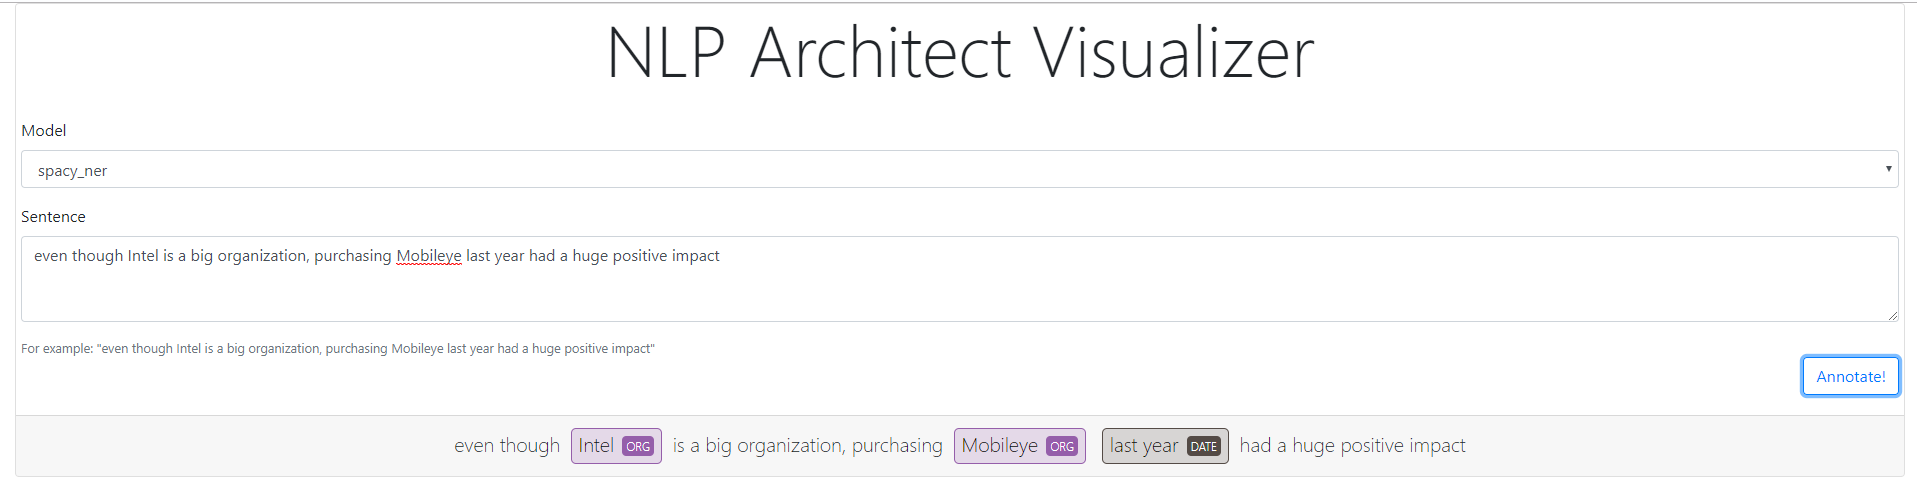 NLP Architect Visualizer
Model
spacy_ner
Sentence
even though Intel is a big organization, purchasing Mobileye last year had a huge positive impact
For example: "even though Intel is a big organization, purchasing Mobileye last year had a huge positive impact"
Annotate!
even though Intel ORG is a big organization, purchasing Mobileye ORG last year DATE had a huge positive impact